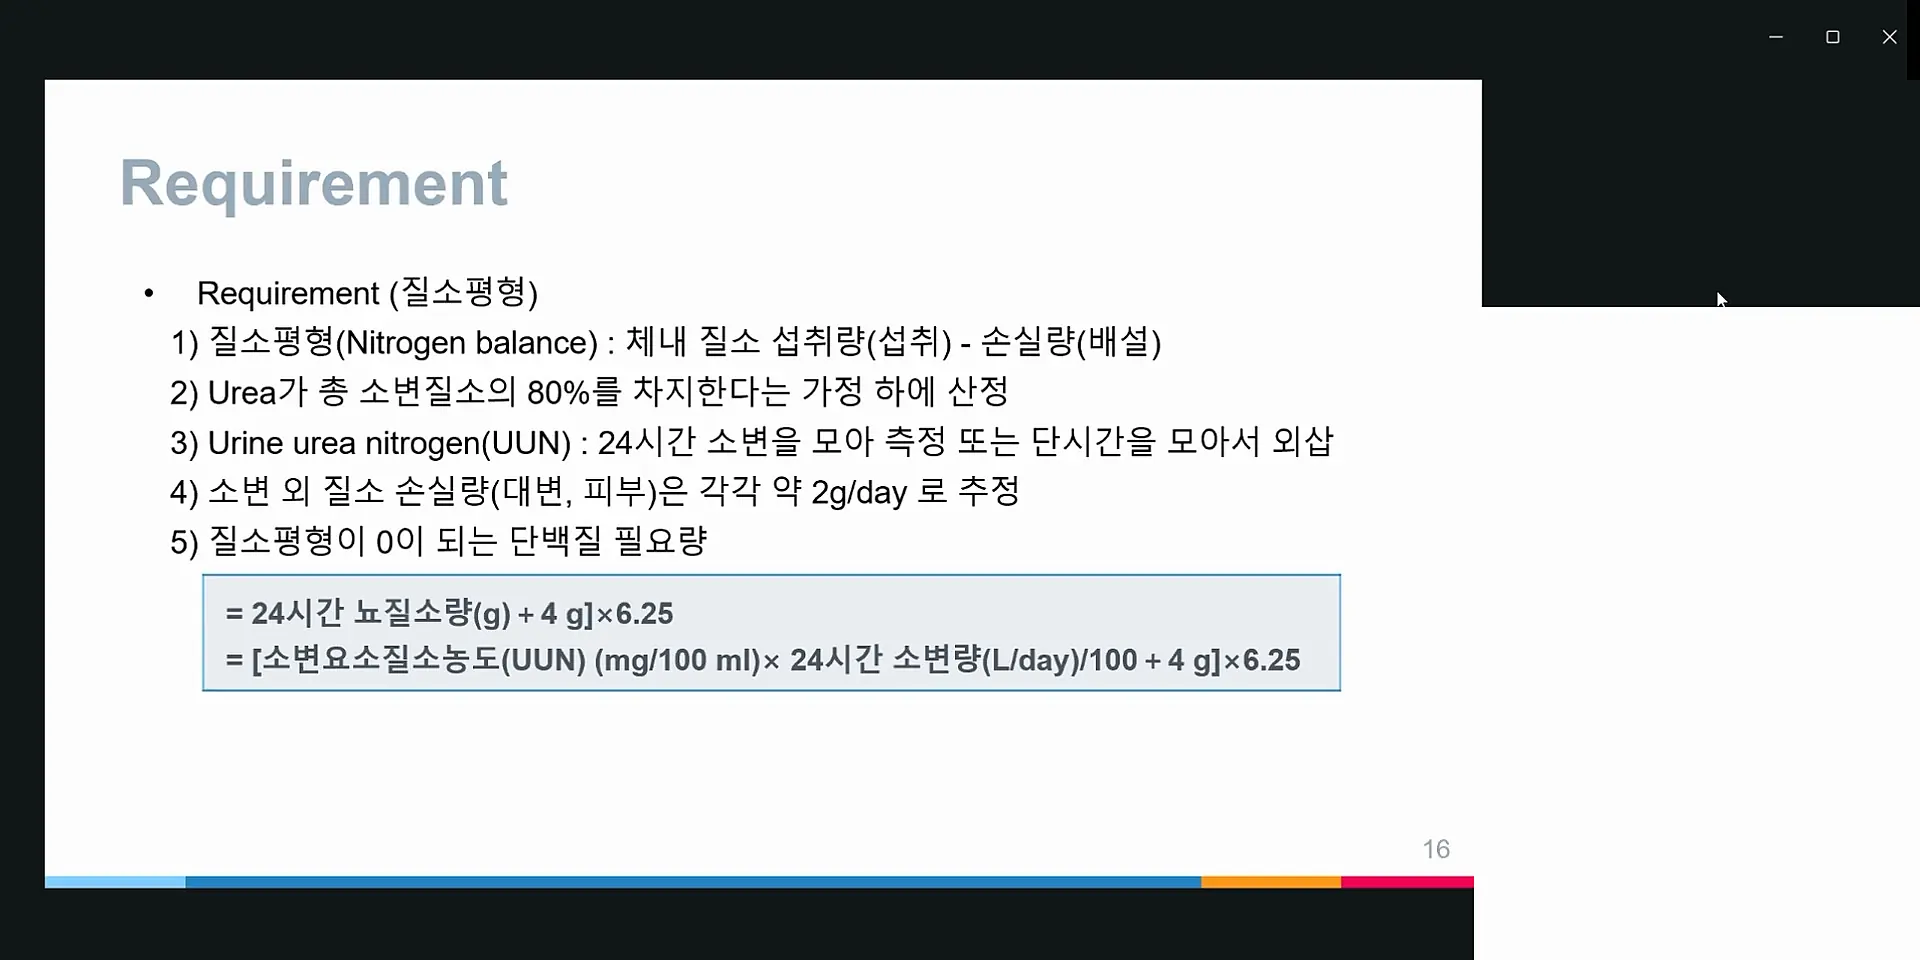 Requirement
• Requirement (질소평형)
1) 질소평형(Nitrogen balance) : 체내 질소 섭취량(섭취) - 손실량(배설)
2) Urea가 총 소변질소의 80%를 차지한다는 가정 하에 산정
3) Urine urea nitrogen(UUN) : 24시간 소변을 모아 측정 또는 단시간을 모아서 외삽
4) 소변 외 질소 손실량(대변, 피부)은 각각 약 2g/day 로 추정
5) 질소평형이 0이 되는 단백질 필요량
= 24시간 뇨질소량(g) + 4 g]×6.25
= [소변요소질소농도(UUN) (mg/100 ml)× 24시간 소변량(L/day)/100 + 4 g]×6.25
16